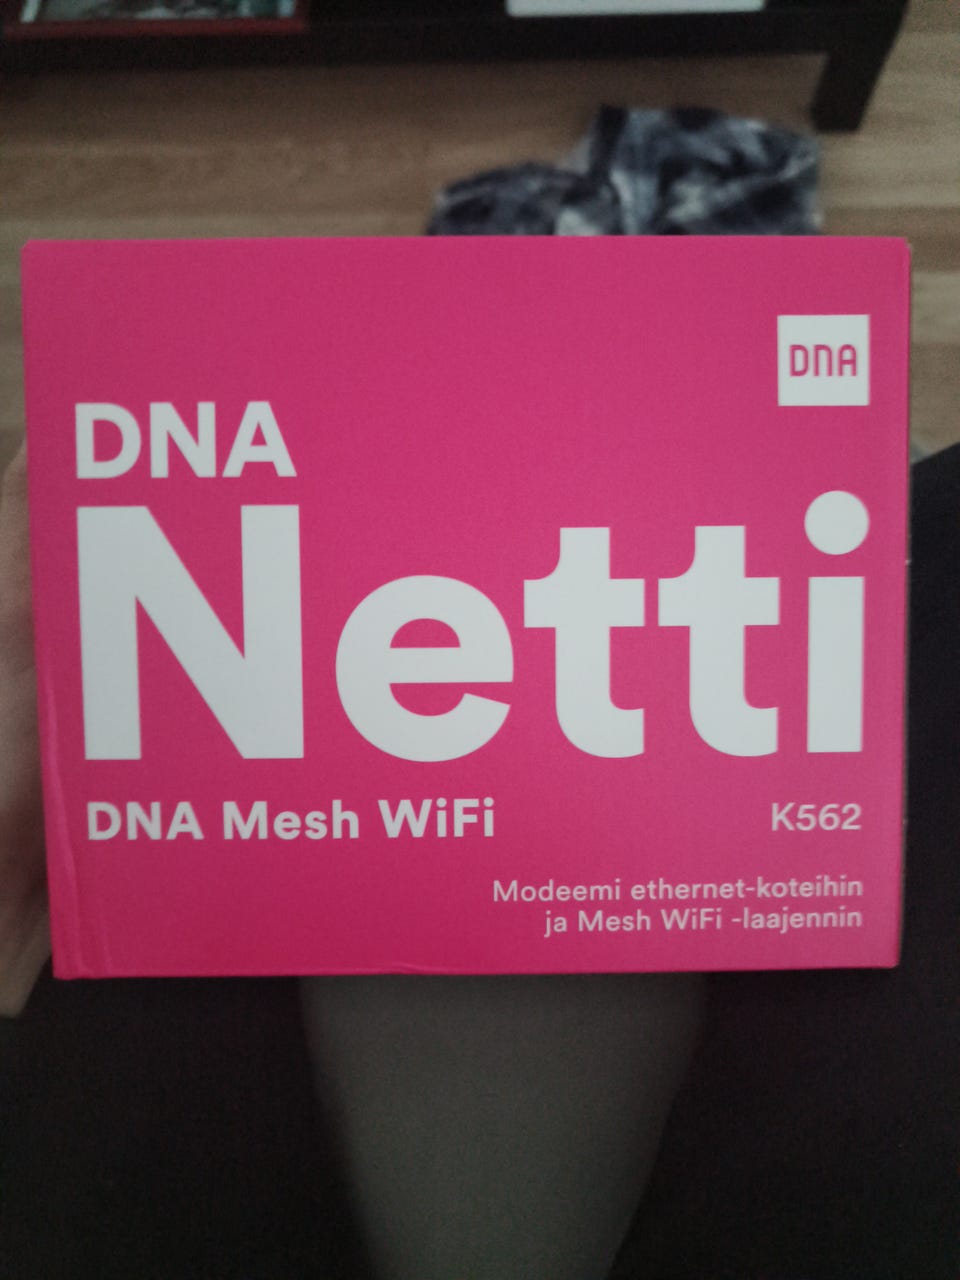 DNA
DNA
Netti
DNA Mesh WiFi
K562
Modeemi ethernet-koteihin
ja Mesh WiFi -laajennin